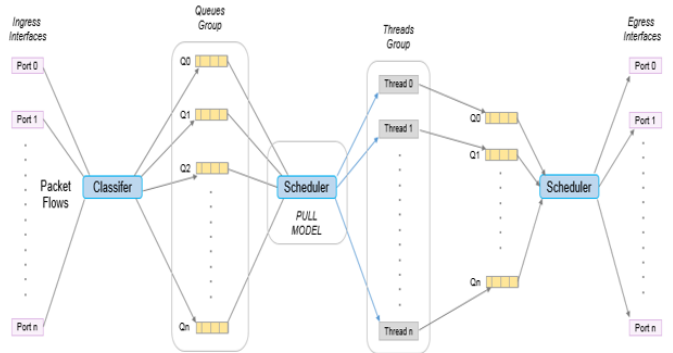 Ingress
Interfaces
Port 0
Port 1
Port n
Packet
Flows
Classifer
Queues
Group
Q0
Q1
Q2
Qn
Scheduler
PULL
MODEL
Threads
Group
Thread 0
Thread 1
Thread n
Q0
Q1
Qn
Scheduler
Egress
Interfaces
Port 0
Port 1
Port n